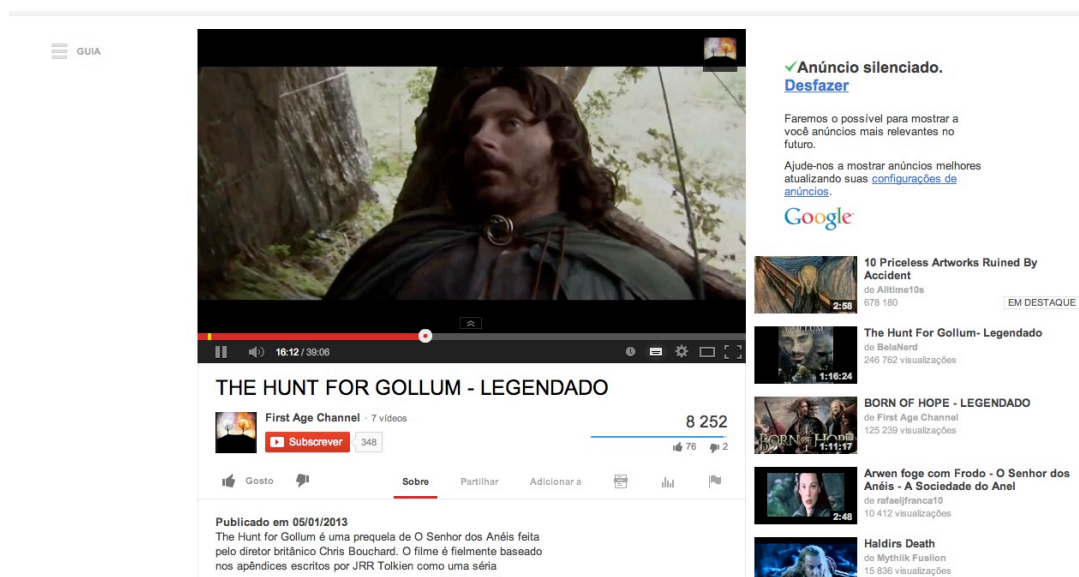 GUIA
16:12 / 39:06
THE HUNT FOR GOLLUM - LEGENDADO
First Age Channel · 7 vídeos
8 252
Subscrever 348
76 2
Gosto
Sobre Partilhar Adicionar a
Publicado em 05/01/2013
The Hunt for Gollum é uma prequela de O Senhor dos Anéis feita
pelo diretor britânico Chris Bouchard. O filme é fielmente baseado
nos apêndices escritos por JRR Tolkien como uma séria
Anúncio silenciado.
Desfazer
Faremos o possível para mostrar a
você anúncios mais relevantes no
futuro.
Ajude-nos a mostrar anúncios melhores
atualizando suas configurações de
anúncios.
Google
10 Priceless Artworks Ruined By
Accident
de Alltime10s
678 180
EM DESTAQUE
2:58
The Hunt For Gollum- Legendado
de BelaNerd
246 762 visualizações
1:16:24
BORN OF HOPE - LEGENDADO
de First Age Channel
125 239 visualizações
BORN OF HOPE
1:11:17
Arwen foge com Frodo - O Senhor dos
Anéis - A Sociedade do Anel
de rafaeljfranca10
10 412 visualizações
2:48
Haldirs Death
de Mythilk Fusiion
15 836 visualizações